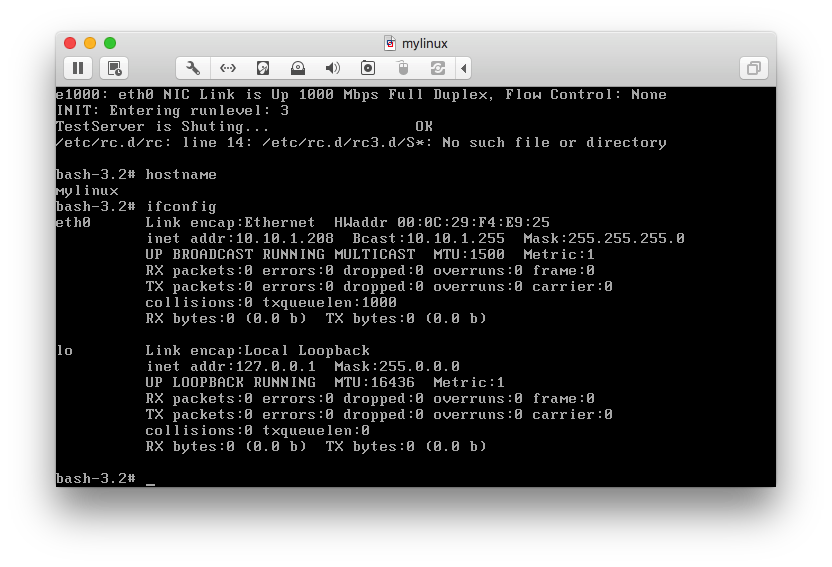 mylinux
e1000: eth0 NIC Link is Up 1000 Mbps Full Duplex, Flow Control: None
INIT: Entering runlevel: 3
TestServer is Shuting... OK
/etc/rc.d/rc: line 14: /etc/rc.d/rc3.d/S*: No such file or directory
bash-3.2# hostname
mylinux
bash-3.2# ifconfig
eth0 Link encap:Ethernet HWaddr 00:0C:29:F4:E9:25
inet addr:10.10.1.208 Bcast:10.10.1.255 Mask:255.255.255.0
UP BROADCAST RUNNING MULTICAST MTU:1500 Metric:1
RX packets:0 errors:0 dropped:0 overruns:0 frame:0
TX packets:0 errors:0 dropped:0 overruns:0 carrier:0
collisions:0 txqueuelen:1000
RX bytes:0 (0.0 b) TX bytes:0 (0.0 b)
lo Link encap:Local Loopback
inet addr:127.0.0.1 Mask:255.0.0.0
UP LOOPBACK RUNNING MTU:16436 Metric:1
RX packets:0 errors:0 dropped:0 overruns:0 frame:0
TX packets:0 errors:0 dropped:0 overruns:0 carrier:0
collisions:0 txqueuelen:0
RX bytes:0 (0.0 b) TX bytes:0 (0.0 b)
bash-3.2# _